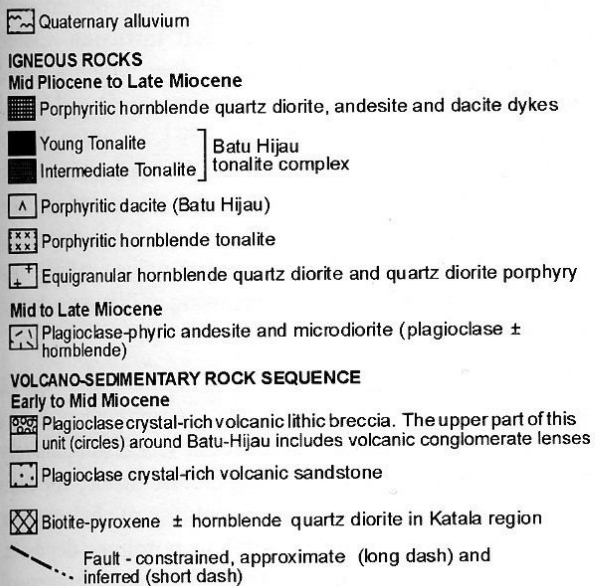 Quaternary alluvium
IGNEOUS ROCKS
Mid Pliocene to Late Miocene
Porphyritic hornblende quartz diorite, andesite and dacite dykes
Young Tonalite
Intermediate Tonalite
Batu Hijau
tonalite complex
Porphyritic dacite (Batu Hijau)
Porphyritic hornblende tonalite
Equigranular hornblende quartz diorite and quartz diorite porphyry
Mid to Late Miocene
Plagioclase-phyric andesite and microdiorite (plagioclase ±
hornblende)
VOLCANO-SEDIMENTARY ROCK SEQUENCE
Early to Mid Miocene
Plagioclase crystal-rich volcanic lithic breccia. The upper part of this
unit (circles) around Batu-Hijau includes volcanic conglomerate lenses
Plagioclase crystal-rich volcanic sandstone
Biotite-pyroxene ± hornblende quartz diorite in Katala region
Fault - constrained, approximate (long dash) and
inferred (short dash)